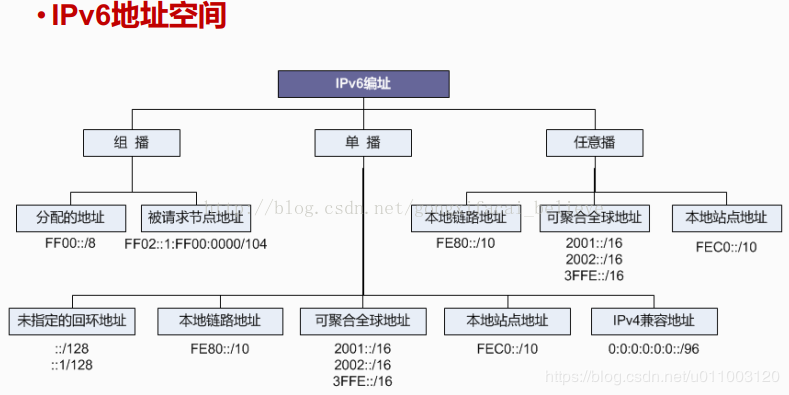 • IPv6地址空间
IPv6编址
组 播
单 播
任意播
分配的地址
被请求节点地址
本地链路地址
可聚合全球地址
本地站点地址
FF00::/8
FF02::1:FF00:0000/104
FE80::/10
2001::/16
2002::/16
3FFE::/16
FEC0::/10
未指定的回环地址
本地链路地址
可聚合全球地址
本地站点地址
IPv4兼容地址
::/128
::1/128
FE80::/10
2001::/16
2002::/16
3FFE::/16
FEC0::/10
0:0:0:0:0:0::/96
http://blog.csdn.net/
https://blog.csdn.net/u011003120